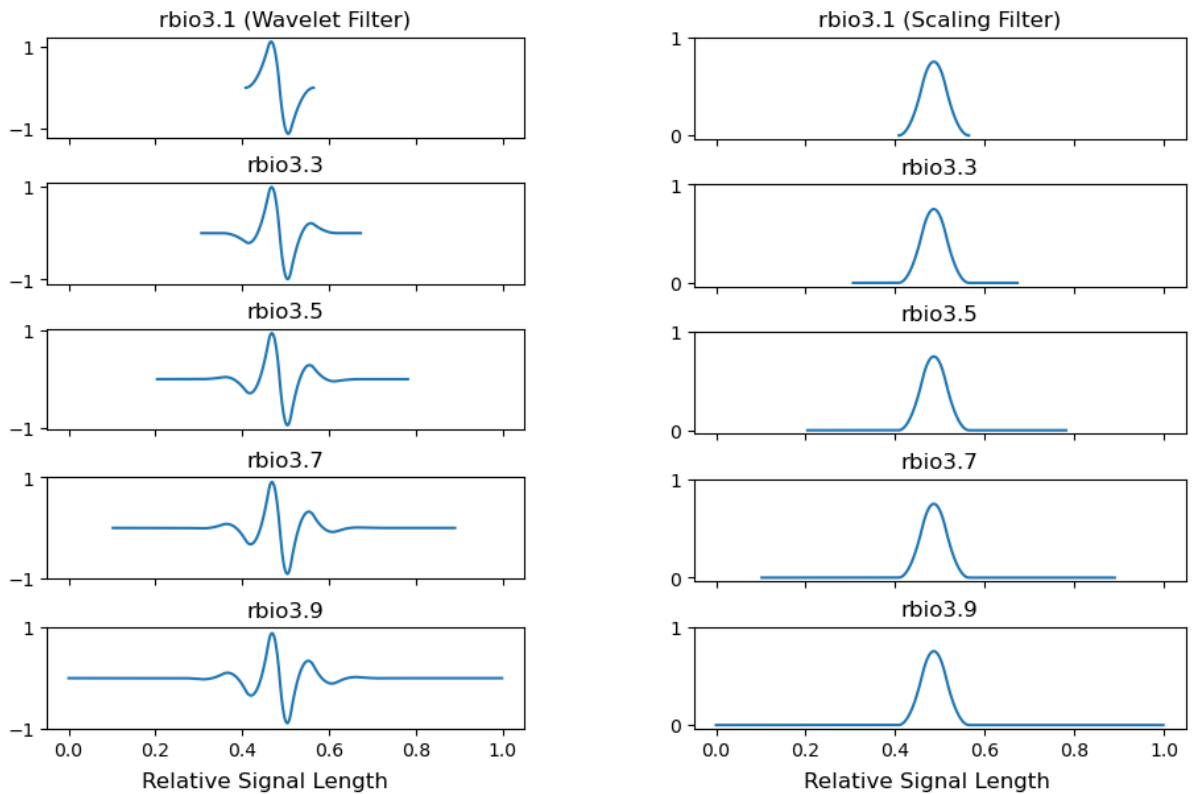 rbio3.1 (Wavelet Filter)
1
−1
rbio3.3
1
−1
rbio3.5
1
−1
rbio3.7
1
−1
rbio3.9
1
−1
0.0 0.2 0.4 0.6 0.8 1.0
Relative Signal Length
rbio3.1 (Scaling Filter)
1
0
rbio3.3
1
0
rbio3.5
1
0
rbio3.7
1
0
rbio3.9
1
0
0.0 0.2 0.4 0.6 0.8 1.0
Relative Signal Length